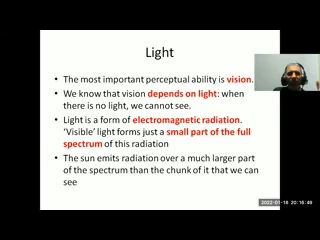 Light
• The most important perceptual ability is vision.
• We know that vision depends on light: when
there is no light, we cannot see.
• Light is a form of electromagnetic radiation.
‘Visible’ light forms just a small part of the full
spectrum of this radiation
• The sun emits radiation over a much larger part
of the spectrum than the chunk of it that we can
see
2022-01-18 20:16:49